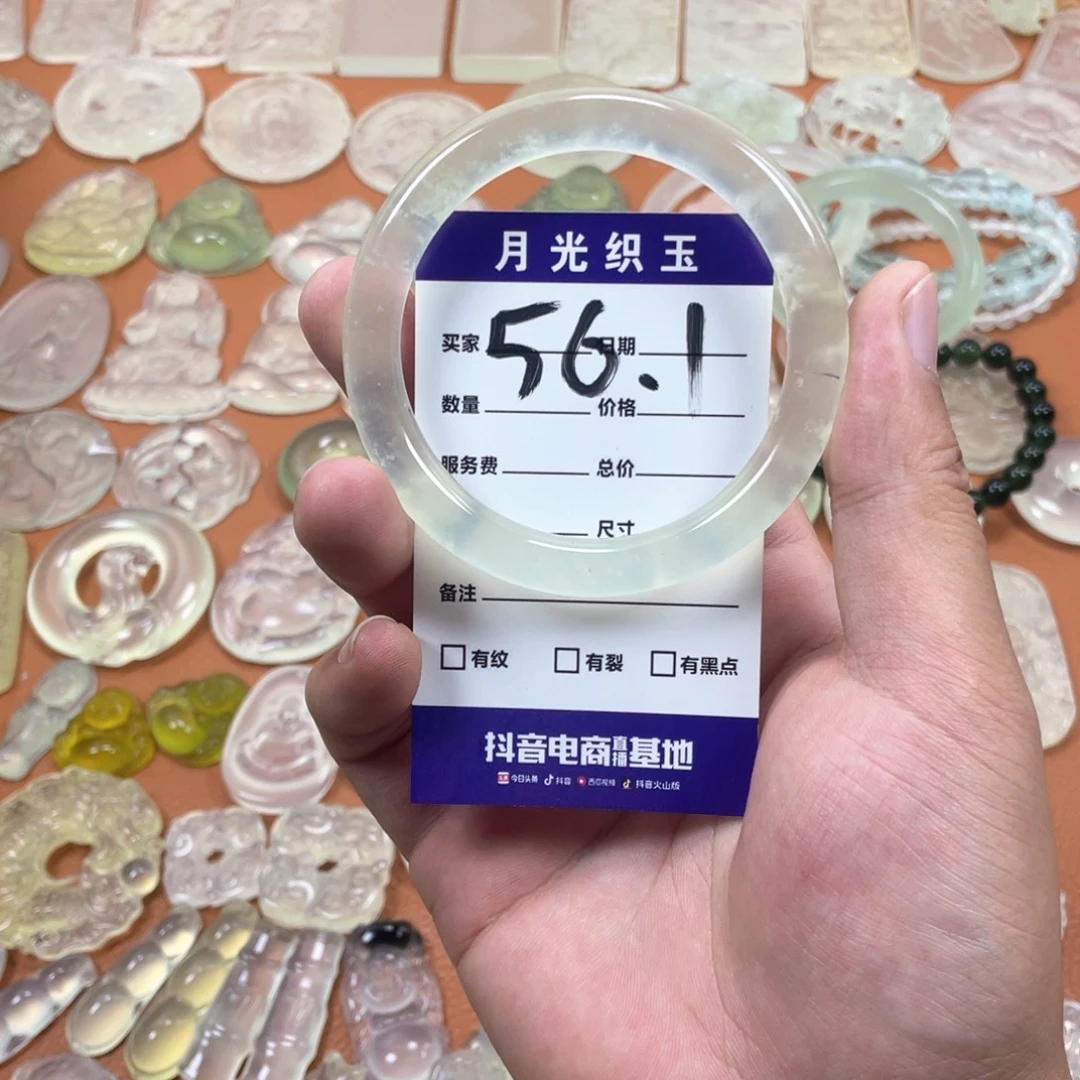 月光织玉
56.1
买家 日期
数量 价格
服务费 总价
尺寸
备注
有纹 有裂 有黑点
抖音电商直播基地
今日头条 抖音 西瓜视频 抖音火山版